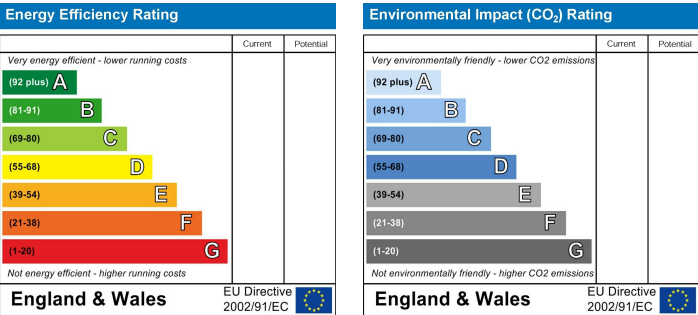 Energy Efficiency Rating
Current Potential
Very energy efficient - lower running costs
(92 plus) A
(81-91) B
(69-80) C
(55-68) D
(39-54) E
(21-38) F
(1-20) G
Not energy efficient - higher running costs
England & Wales
EU Directive
2002/91/EC
Environmental Impact (CO₂) Rating
Current Potential
Very environmentally friendly - lower CO2 emissions
(92 plus) A
(81-91) B
(69-80) C
(55-68) D
(39-54) E
(21-38) F
(1-20) G
Not environmentally friendly - higher CO2 emissions
England & Wales
EU Directive
2002/91/EC